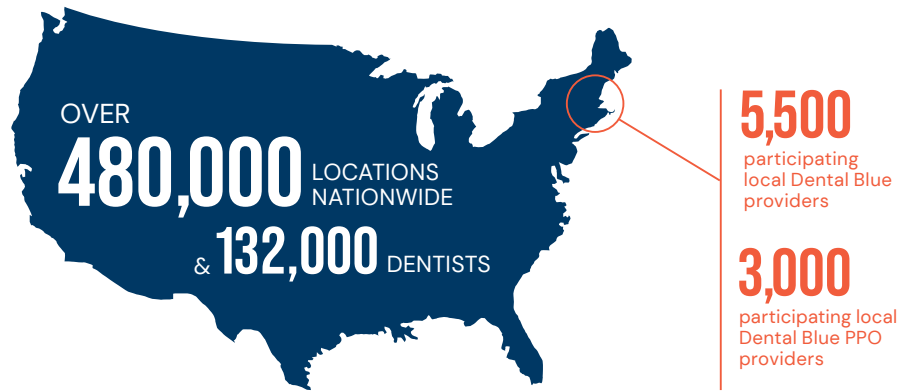 OVER
480,000 LOCATIONS
NATIONWIDE
& 132,000 DENTISTS
5,500
participating
local Dental Blue
providers
3,000
participating local
Dental Blue PPO
providers